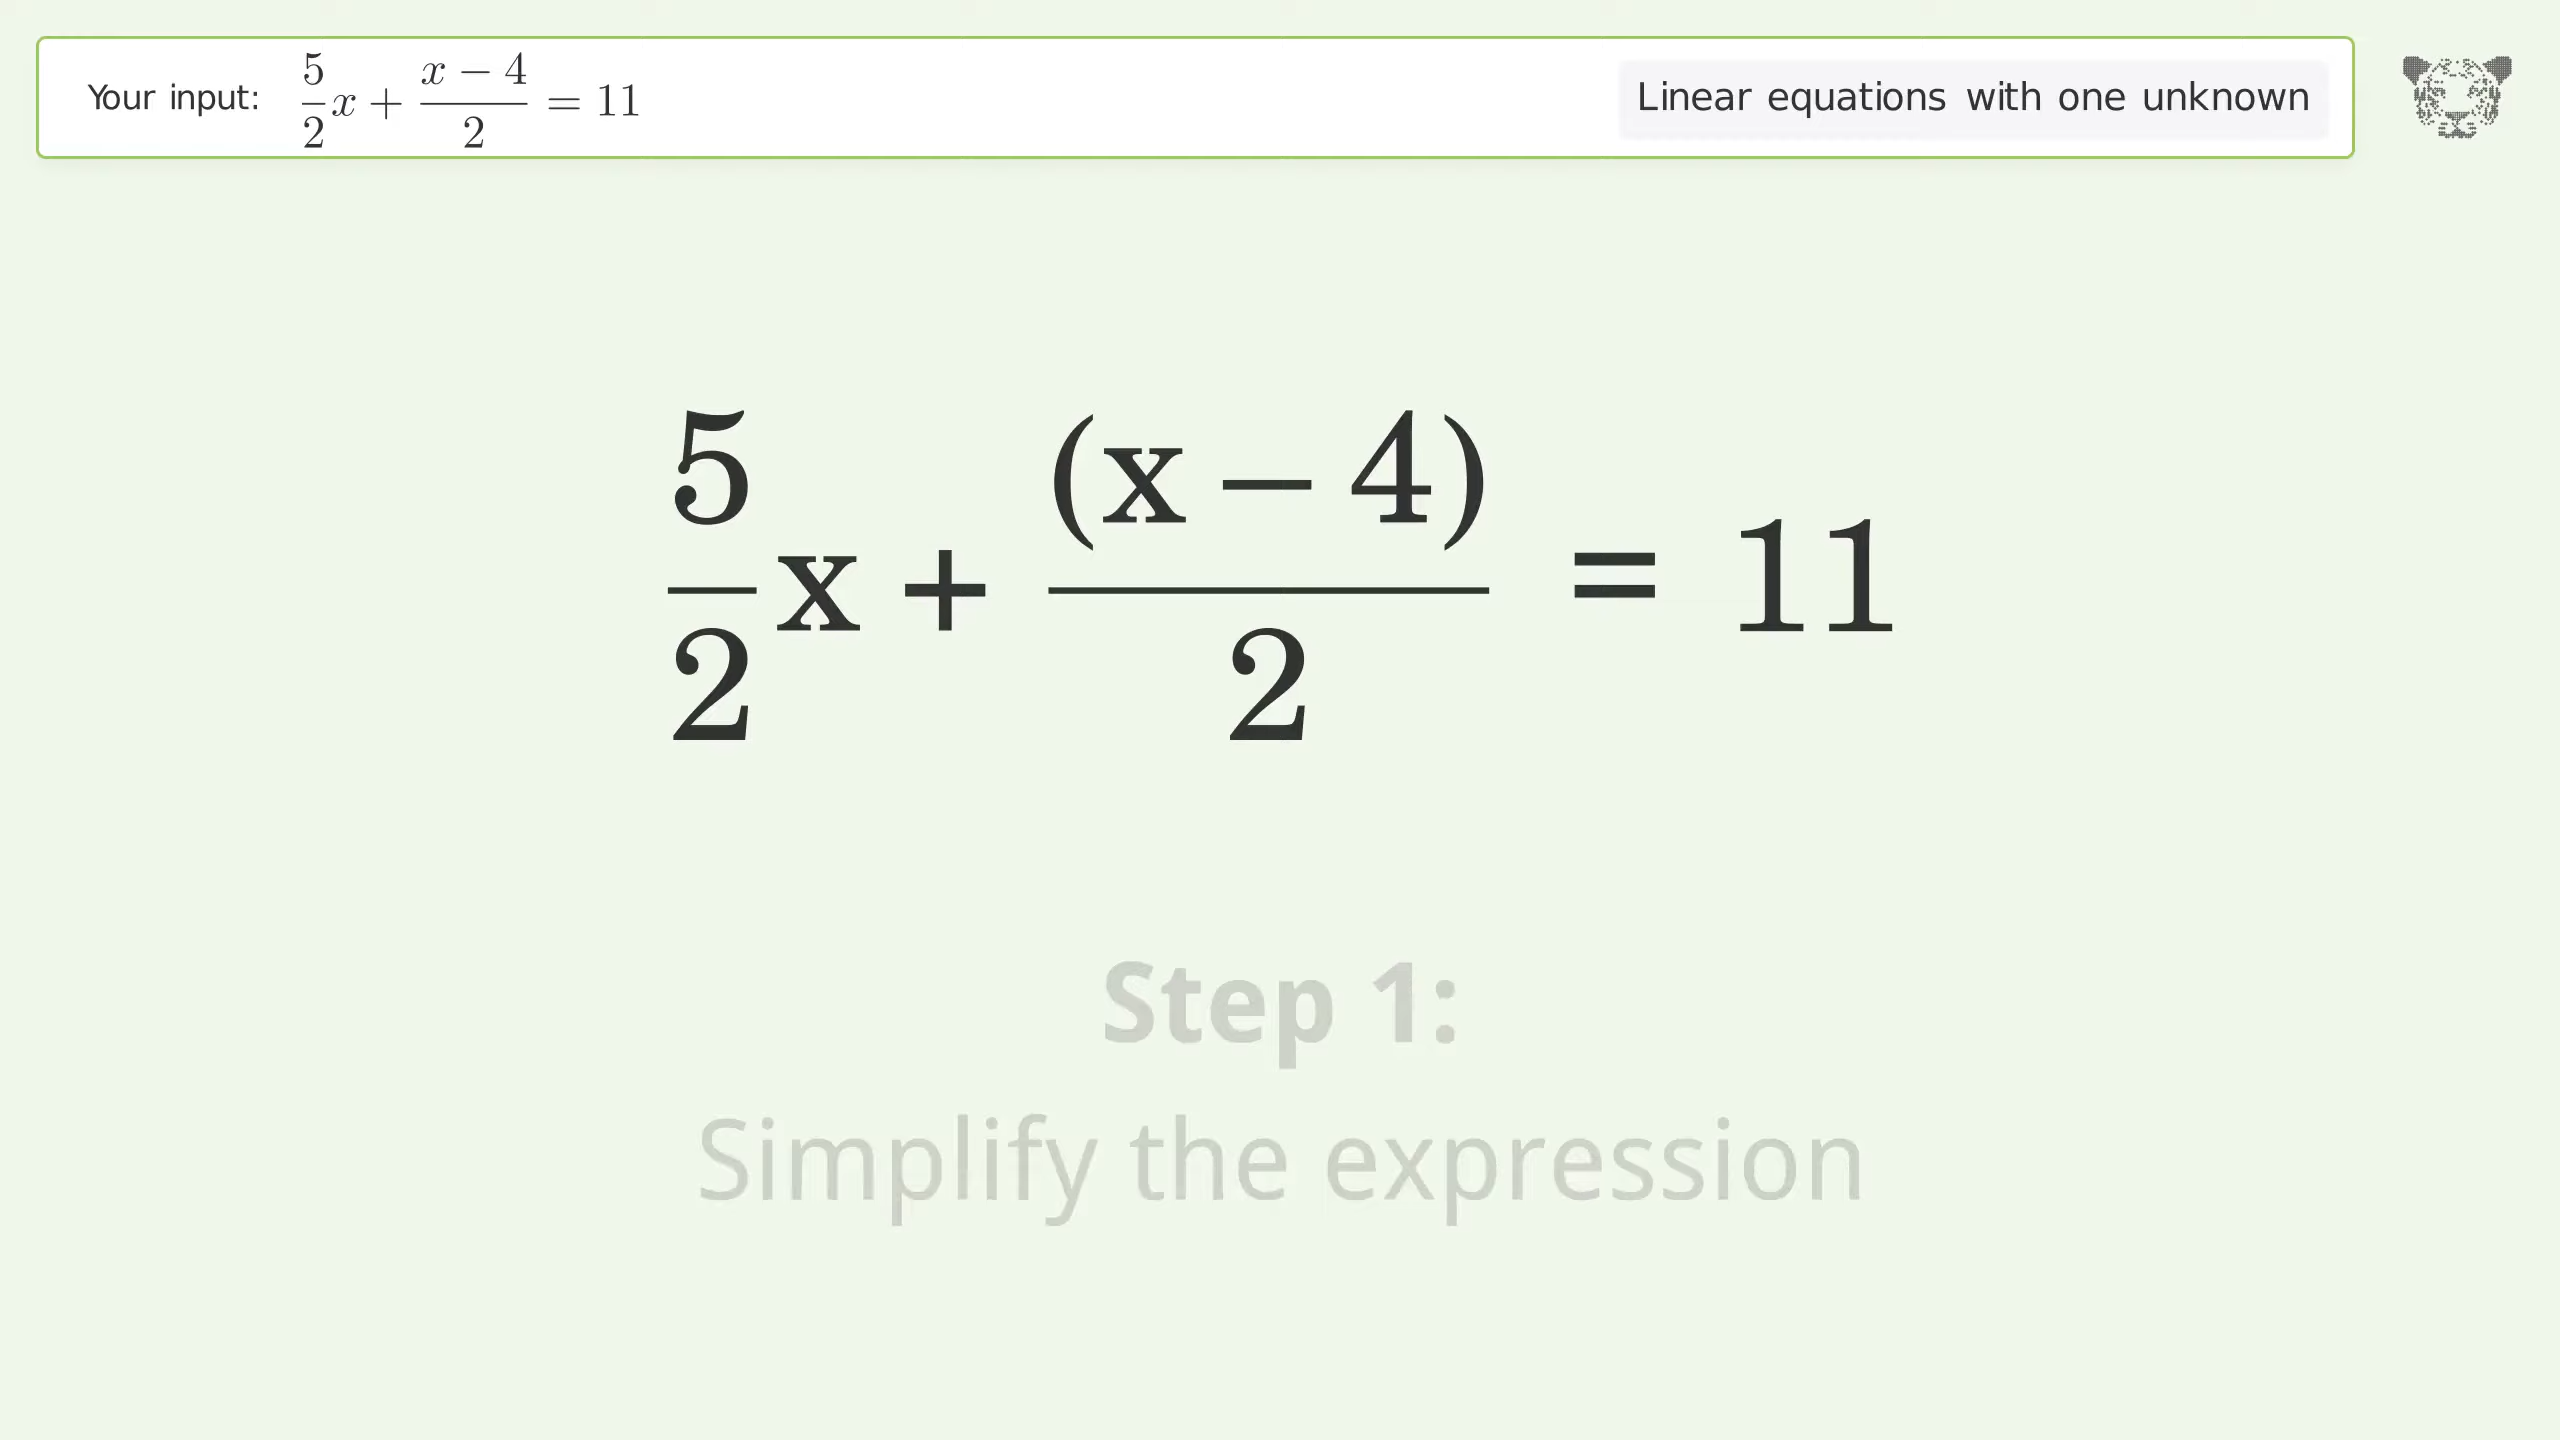 Your input: 5/2x + x − 4/2 = 11
Linear equations with one unknown
5/2x + (x − 4)/2 = 11
Step 1:
Simplify the expression